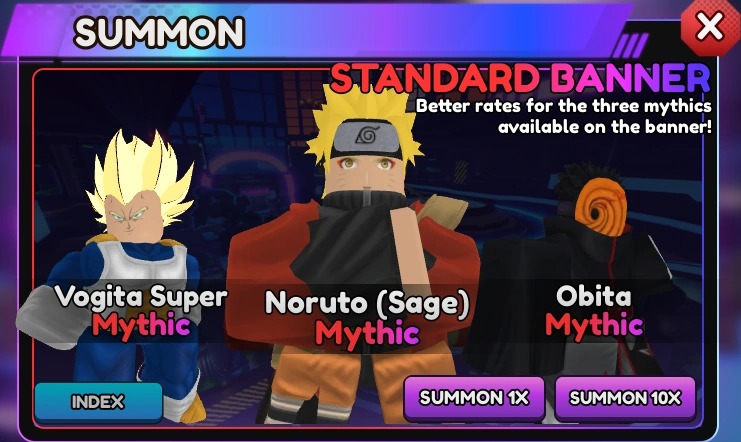 SUMMON
X
STANDARD BANNER
Better rates for the three mythics
available on the banner!
Vogita Super
Mythic
Noruto (Sage)
Mythic
Obita
Mythic
INDEX
SUMMON 1X
SUMMON 10X